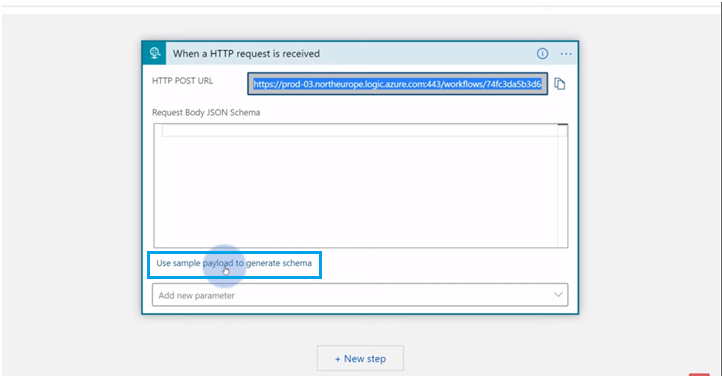 When a HTTP request is received
HTTP POST URL
https://prod-03.northeurope.logic.azure.com:443/workflows/74fc3da5b3d6
Request Body JSON Schema
Use sample payload to generate schema
Add new parameter
+ New step